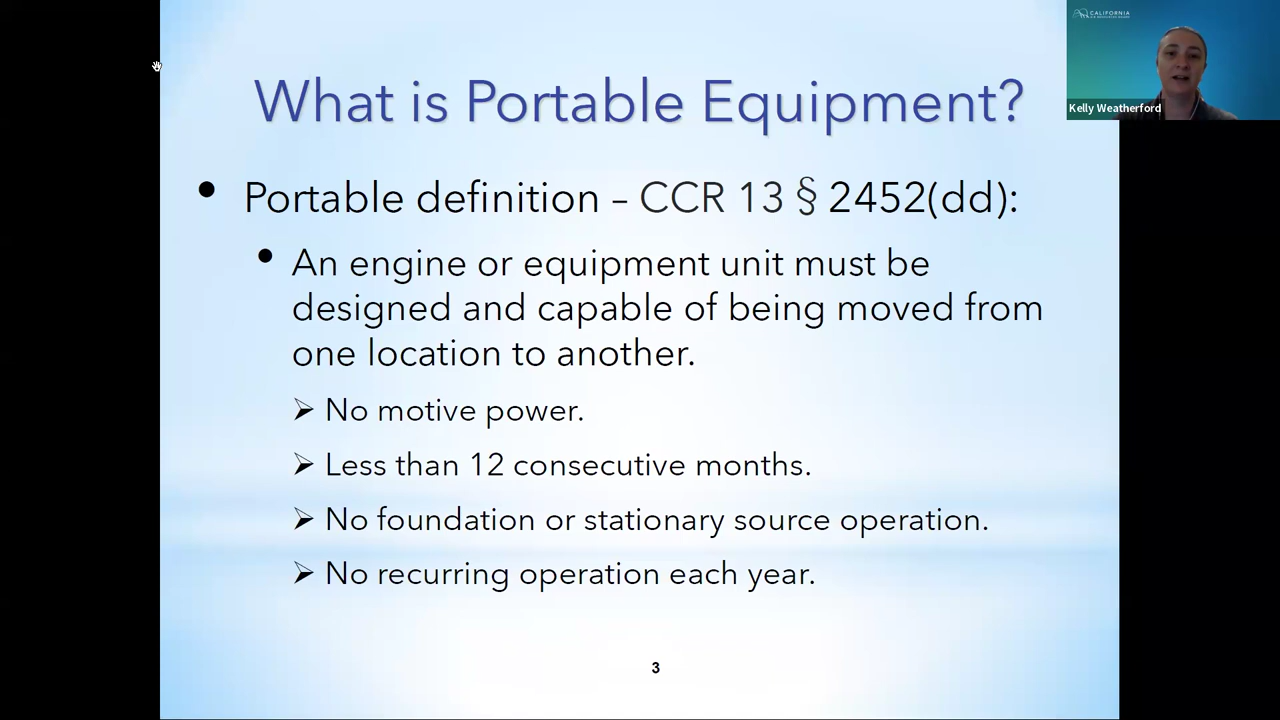 CALIFORNIA
AIR RESOURCES BOARD
What is Portable Equipment?
Kelly Weatherford
• Portable definition – CCR 13 § 2452(dd):
• An engine or equipment unit must be
designed and capable of being moved from
one location to another.
➢ No motive power.
➢ Less than 12 consecutive months.
➢ No foundation or stationary source operation.
➢ No recurring operation each year.
3